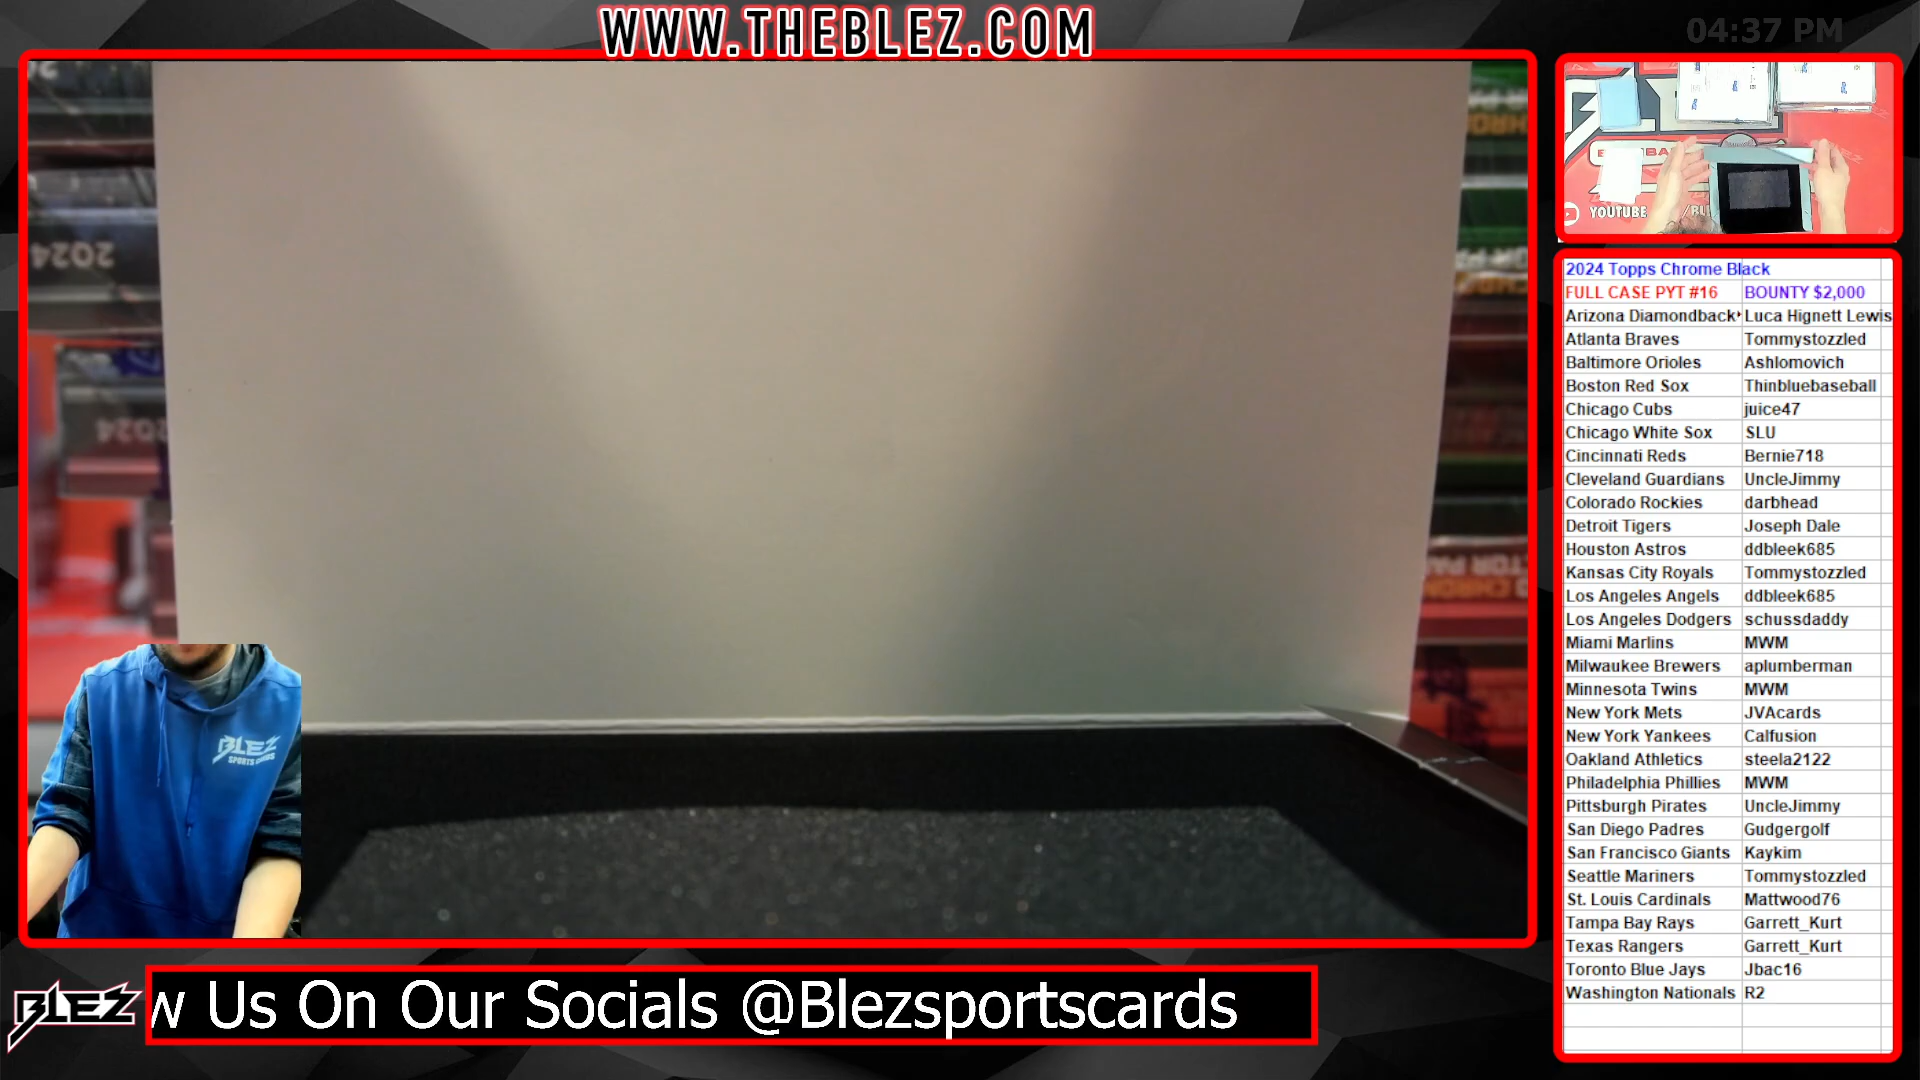 WWW.THEBLEZ.COM
04:37 PM
2024
2024
YOUTUBE
/BL
2024 Topps Chrome Black
FULL CASE PYT #16 BOUNTY $2,000
Arizona Diamondback Luca Hignett Lewis
Atlanta Braves Tommystozzled
Baltimore Orioles Ashlomovich
Boston Red Sox Thinbluebaseball
Chicago Cubs juice47
Chicago White Sox SLU
Cincinnati Reds Bernie718
Cleveland Guardians UncleJimmy
Colorado Rockies darbhead
Detroit Tigers Joseph Dale
Houston Astros ddbleek685
Kansas City Royals Tommystozzled
Los Angeles Angels ddbleek685
Los Angeles Dodgers schussdaddy
Miami Marlins MWM
Milwaukee Brewers aplumberman
Minnesota Twins MWM
New York Mets JVAcards
New York Yankees Calfusion
Oakland Athletics steela2122
Philadelphia Phillies MWM
Pittsburgh Pirates UncleJimmy
San Diego Padres Gudgergolf
San Francisco Giants Kaykim
Seattle Mariners Tommystozzled
St. Louis Cardinals Mattwood76
Tampa Bay Rays Garrett_Kurt
Texas Rangers Garrett_Kurt
Toronto Blue Jays Jbac16
Washington Nationals R2
BLEZ
SPORTS CARDS
BLEZ
w Us On Our Socials @Blezsportscards